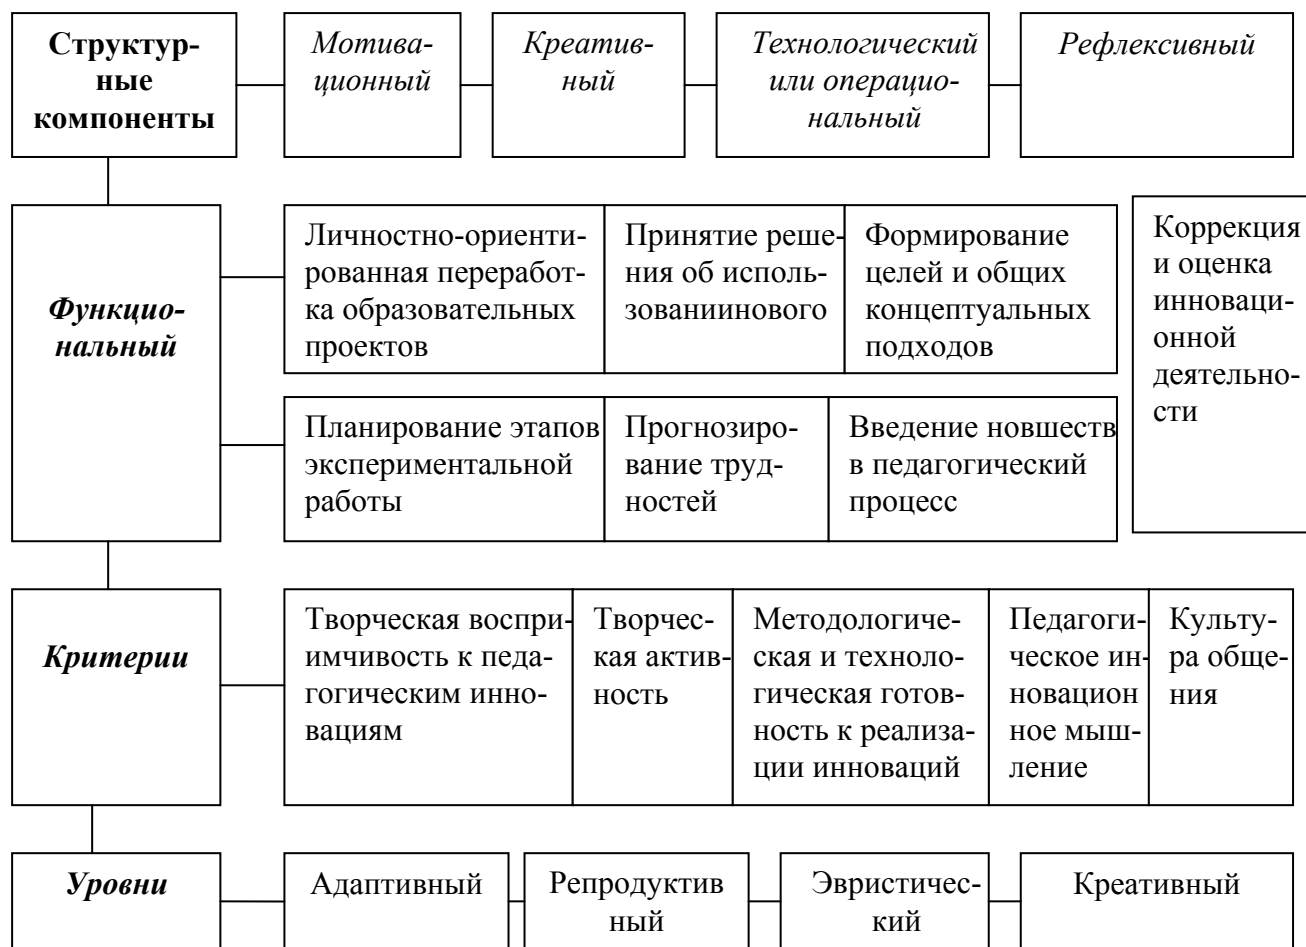 Структур-
ные
компоненты
Мотива-
ционный
Креатив-
ный
Технологический
или операцио-
нальный
Рефлексивный
Функцио-
нальный
Личностно-ориенти-
рованная переработ-
ка образовательных
проектов
Принятие реше-
ния об исполь-
зованиинового
Формирование
целей и общих
концептуальных
подходов
Коррекция
и оценка
инноваци-
онной
деятельно-
сти
Планирование этапов
экспериментальной
работы
Прогнозиро-
вание труд-
ностей
Введение новшеств
в педагогический
процесс
Критерии
Творческая воспри-
имчивость к педа-
гогическим инно-
вациям
Творчес-
кая актив-
ность
Методологиче-
ская и техноло-
гическая готов-
ность к реализа-
ции инноваций
Педагоги-
ческое ин-
новацион
ное мыш-
ление
Культу-
ра обще-
ния
Уровни
Адаптивный
Репродуктив
ный
Эвристичес-
кий
Креативный